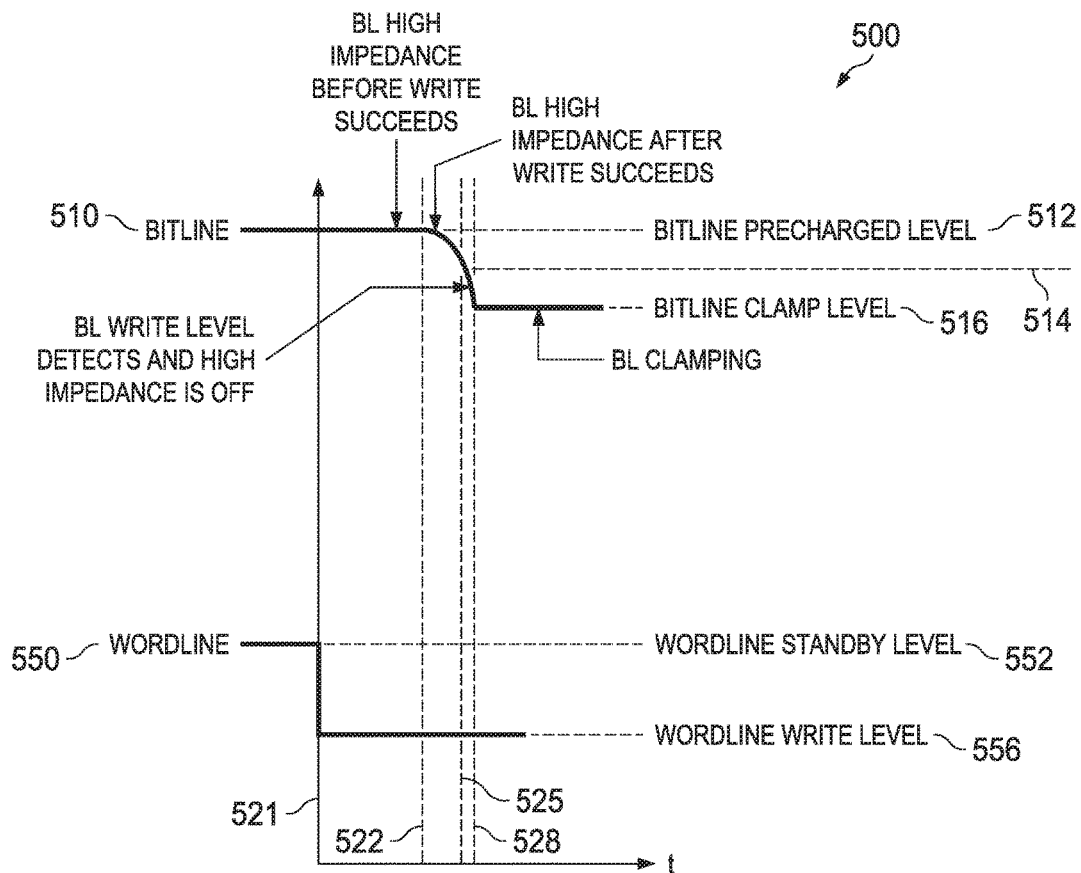 BL HIGH
IMPEDANCE
BEFORE WRITE
SUCCEEDS
500
BL HIGH
IMPEDANCE AFTER
WRITE SUCCEEDS
510
BITLINE
BITLINE PRECHARGED LEVEL
512
BITLINE CLAMP LEVEL
516
514
BL WRITE LEVEL
DETECTS AND HIGH
IMPEDANCE IS OFF
BL CLAMPING
550
WORDLINE
WORDLINE STANDBY LEVEL
552
WORDLINE WRITE LEVEL
556
521
522
525
528
t